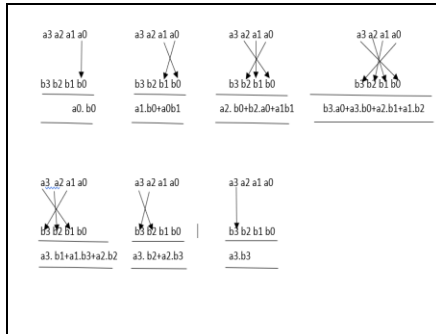 a3 a2 a1 a0
b3 b2 b1 b0
a0. b0
a3 a2 a1 a0
b3 b2 b1 b0
a1.b0+a0b1
a3 a2 a1 a0
b3 b2 b1 b0
a2. b0+b2.a0+a1b1
a3 a2 a1 a0
b3 b2 b1 b0
b3.a0+a3.b0+a2.b1+a1.b2
a3 a2 a1 a0
b3 b2 b1 b0
a3. b1+a1.b3+a2.b2
a3 a2 a1 a0
b3 b2 b1 b0
a3. b2+a2.b3
a3 a2 a1 a0
b3 b2 b1 b0
a3.b3